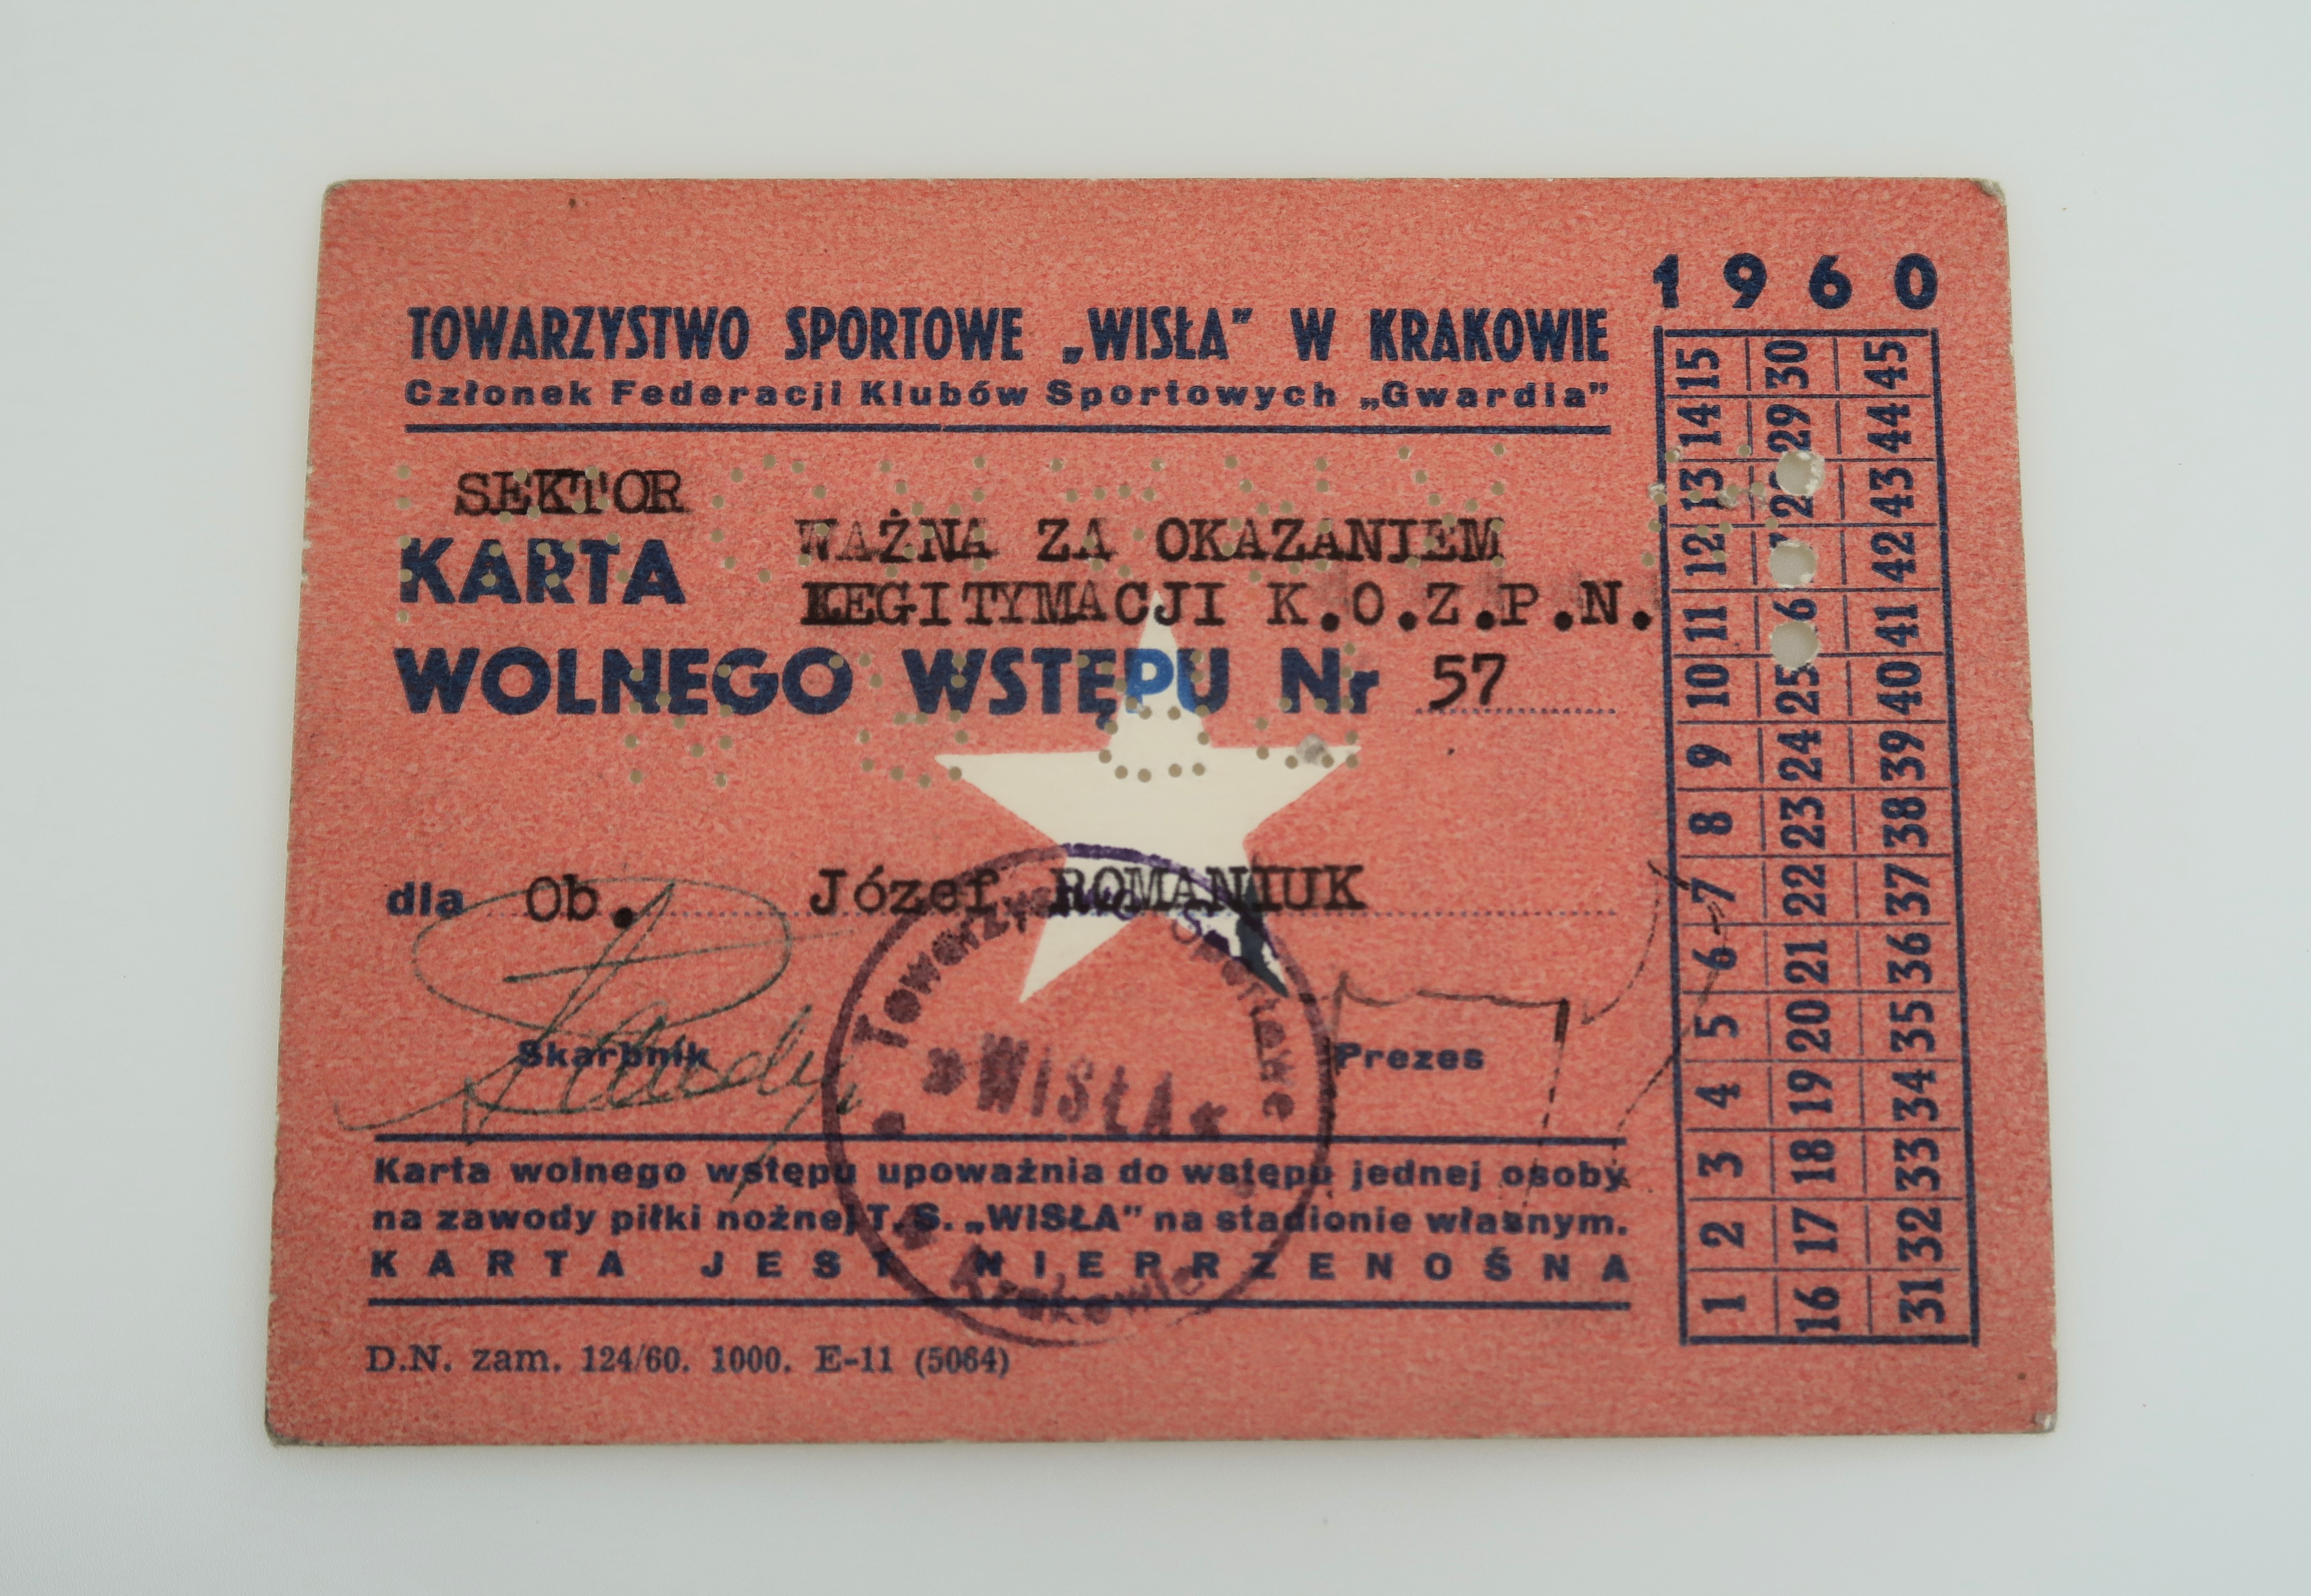 TOWARZYSTWO SPORTOWE „WISŁA” W KRAKOWIE
Członek Federacji Klubów Sportowych „Gwardia”
SEKTOR
WAŻNA ZA OKAZANIEM
LEGITYMACJI K.O.Z.P.N.
KARTA
WOLNEGO WSTĘPU Nr 57
dla Ob. Józef ROMANIUK
Skarbnik
Prezes
Towarzystwo Sportowe
»WISŁA«
w Krakowie
Karta wolnego wstępu upoważnia do wstępu jednej osoby
na zawody piłki nożnej T. S. „WISŁA” na stadionie własnym.
KARTA JEST NIEPRZENOŚNA
D.N. zam. 124/60. 1000. E-11 (5064)
1960
1 2 3 4 5 6 7 8 9 10 11 12 13 14 15
16 17 18 19 20 21 22 23 24 25 29 30
31 32 33 34 35 36 37 38 39 40 41 42 43 44 45